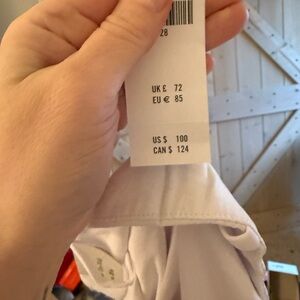 28
UK £ 72
EU € 85
US $ 100
CAN $ 124